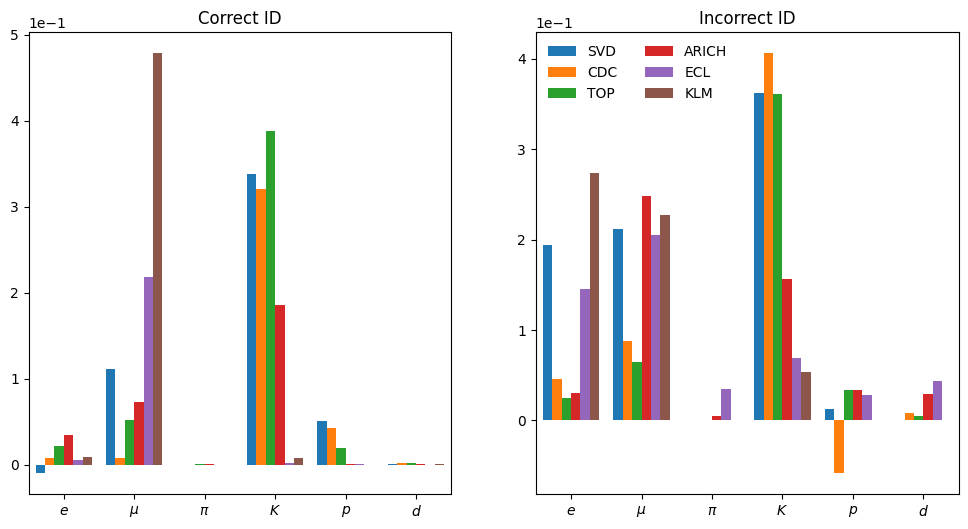 Correct ID
Incorrect ID
1e−1
1e−1
5
4
3
2
1
0
4
3
2
1
0
SVD
CDC
TOP
ARICH
ECL
KLM
e μ π K p d
e μ π K p d